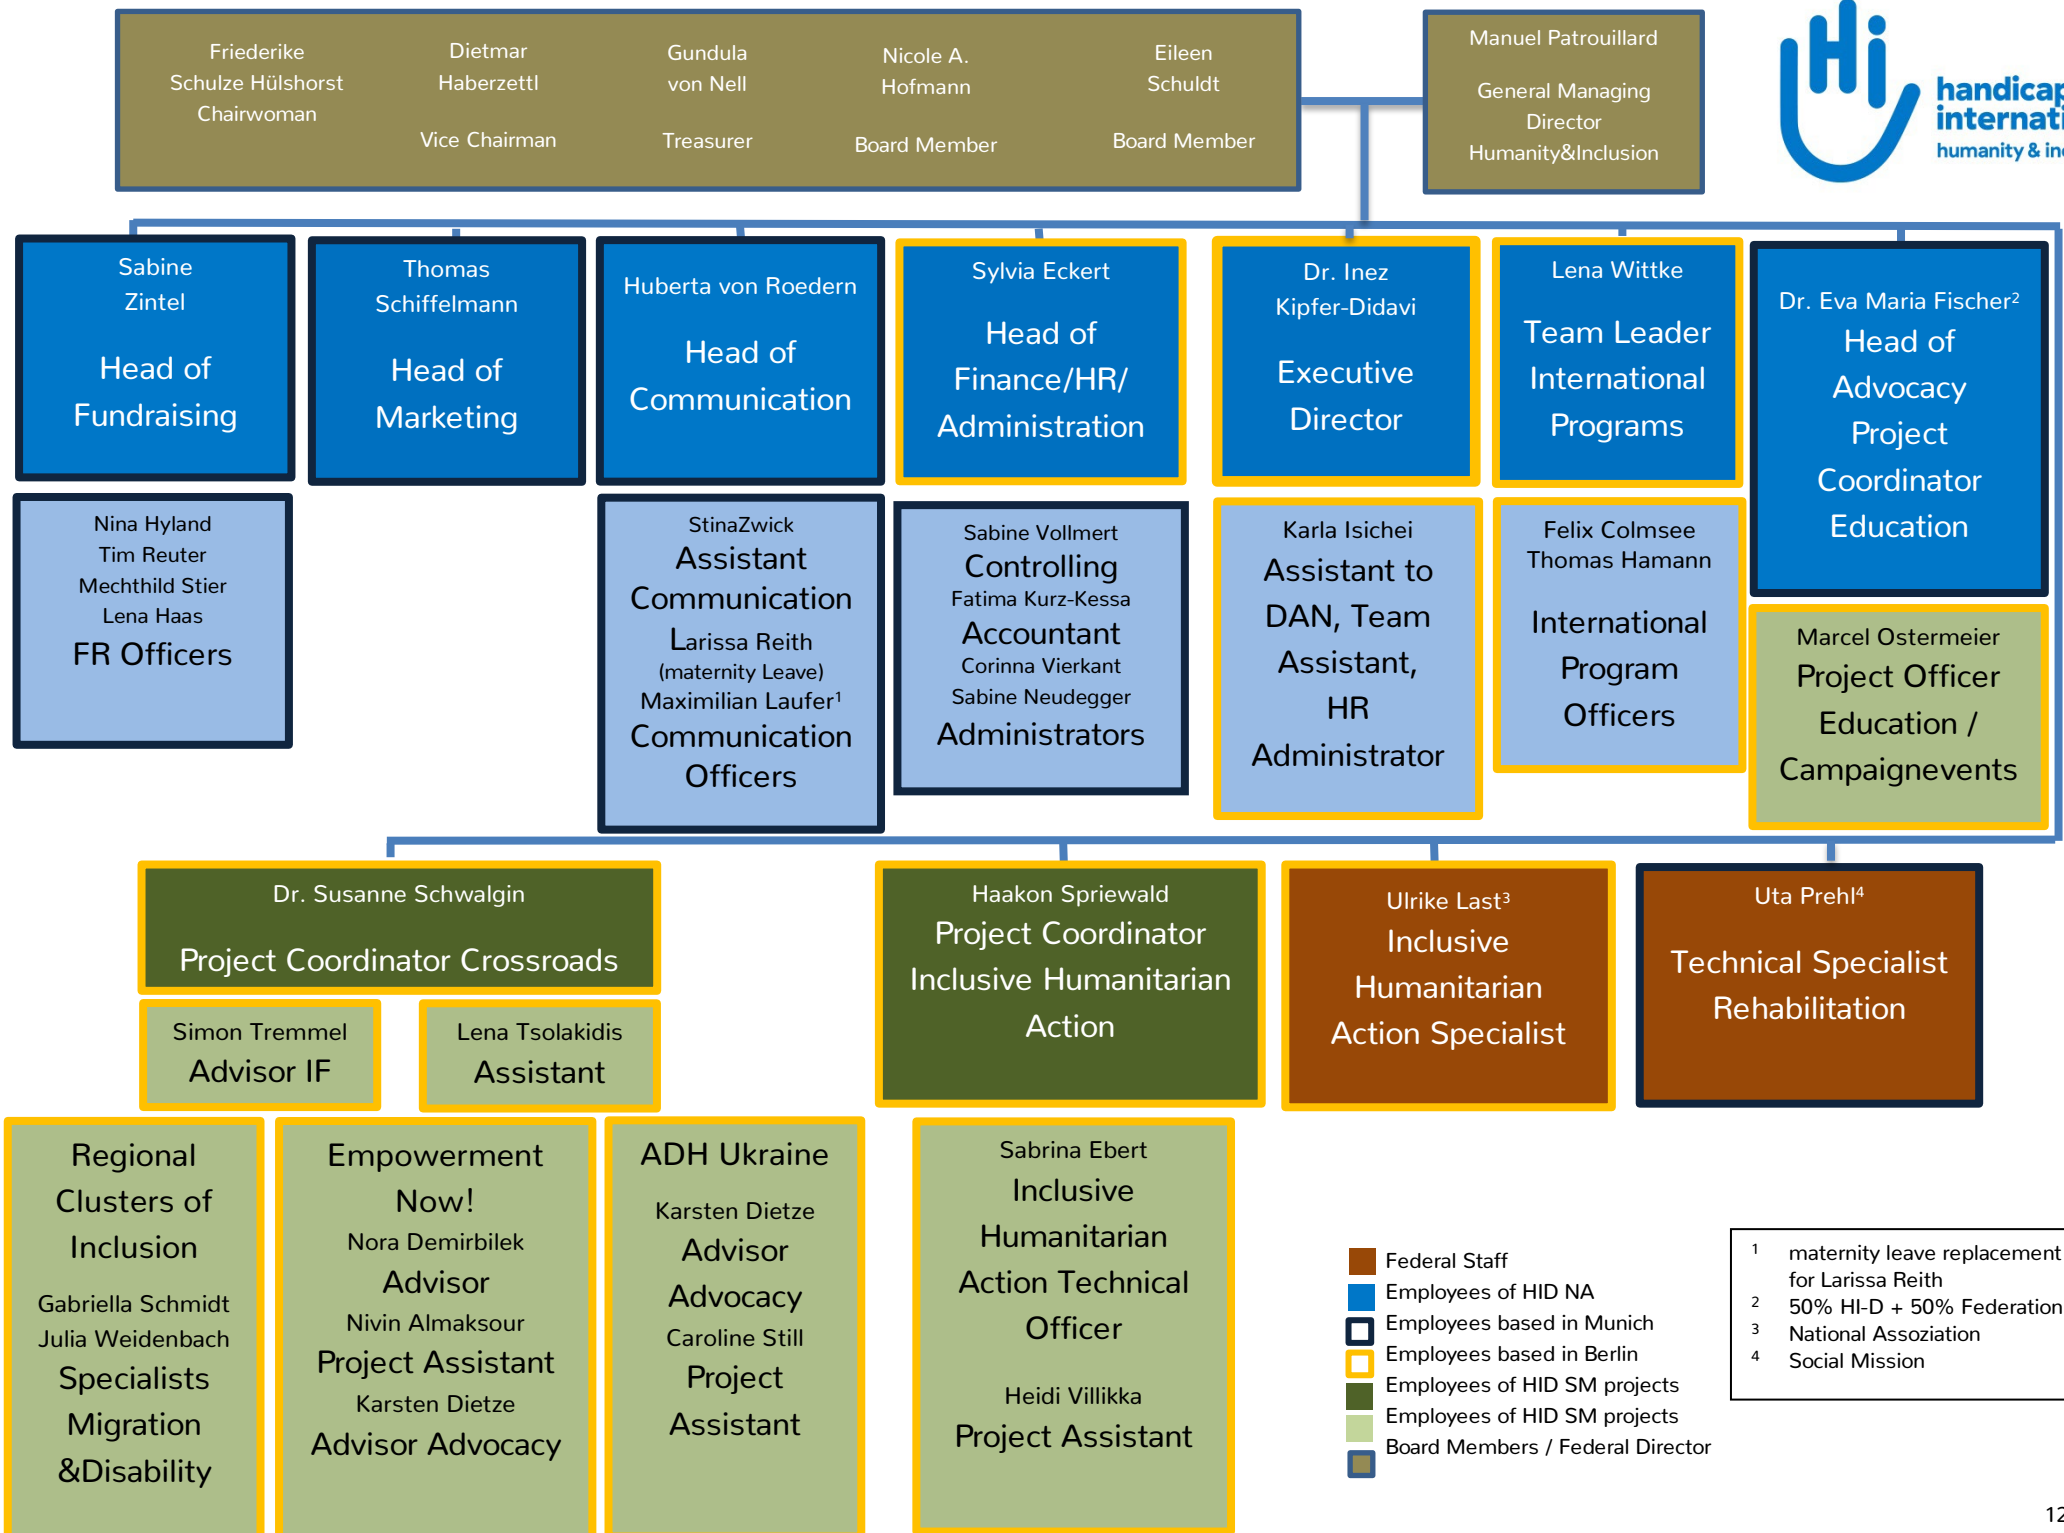 Friederike
Schulze Hülshorst
Chairwoman
Dietmar
Haberzettl
Vice Chairman
Gundula
von Nell
Treasurer
Nicole A.
Hofmann
Board Member
Eileen
Schuldt
Board Member
Manuel Patrouillard
General Managing
Director
Humanity&Inclusion
Hi
humanity &
Sabine
Zintel
Head of
Fundraising
Thomas
Schiffelmann
Head of
Marketing
Huberta von Roedern
Head of
Communication
Sylvia Eckert
Head of
Finance/HR/
Administration
Dr. Inez
Kipfer-Didavi
Executive
Director
Lena Wittke
Team Leader
International
Programs
Dr. Eva Maria Fischer²
Head of
Advocacy
Project
Coordinator
Education
Nina Hyland
Tim Reuter
Mechthild Stier
Lena Haas
FR Officers
StinaZwick
Assistant
Communication
Larissa Reith
(maternity Leave)
Maximilian Laufer¹
Communication
Officers
Sabine Vollmert
Controlling
Fatima Kurz-Kessa
Accountant
Corinna Vierkant
Sabine Neudegger
Administrators
Karla Isichei
Assistant to
DAN, Team
Assistant,
HR
Administrator
Felix Colmsee
Thomas Hamann
International
Program
Officers
Marcel Ostermeier
Project Officer
Education /
Campaignevents
Dr. Susanne Schwalgin
Project Coordinator Crossroads
Haakon Spriewald
Project Coordinator
Inclusive Humanitarian
Action
Ulrike Last³
Inclusive
Humanitarian
Action Specialist
Uta Prehl⁴
Technical Specialist
Rehabilitation
Simon Tremmel
Advisor IF
Lena Tsolakidis
Assistant
Regional
Clusters of
Inclusion
Gabriella Schmidt
Julia Weidenbach
Specialists
Migration
&Disability
Empowerment
Now!
Nora Demirbilek
Advisor
Nivin Almaksour
Project Assistant
Karsten Dietze
Advisor Advocacy
ADH Ukraine
Karsten Dietze
Advisor
Advocacy
Caroline Still
Project
Assistant
Sabrina Ebert
Inclusive
Humanitarian
Action Technical
Officer
Heidi Villikka
Project Assistant
Federal Staff
Employees of HID NA
Employees based in Munich
Employees based in Berlin
Employees of HID SM projects
Employees of HID SM projects
Board Members / Federal Director
¹ maternity leave replacement
for Larissa Reith
² 50% HI-D + 50% Federation
³ National Assoziation
⁴ Social Mission
12